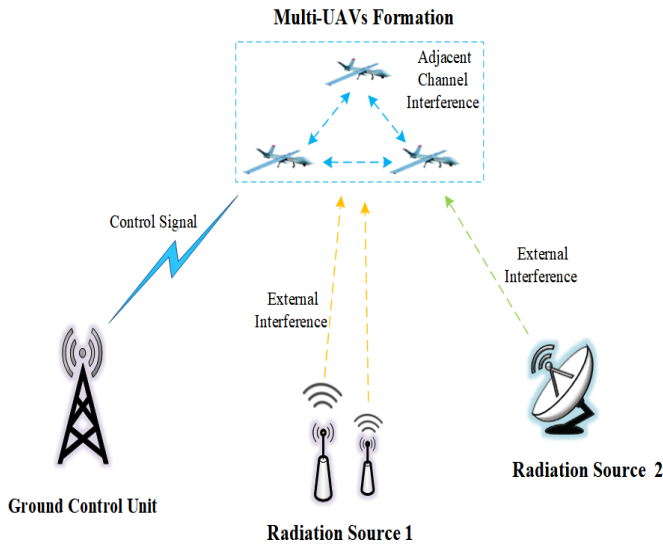 Multi-UAVs Formation
Adjacent
Channel
Interference
Control Signal
External
Interference
External
Interference
Ground Control Unit
Radiation Source 1
Radiation Source 2